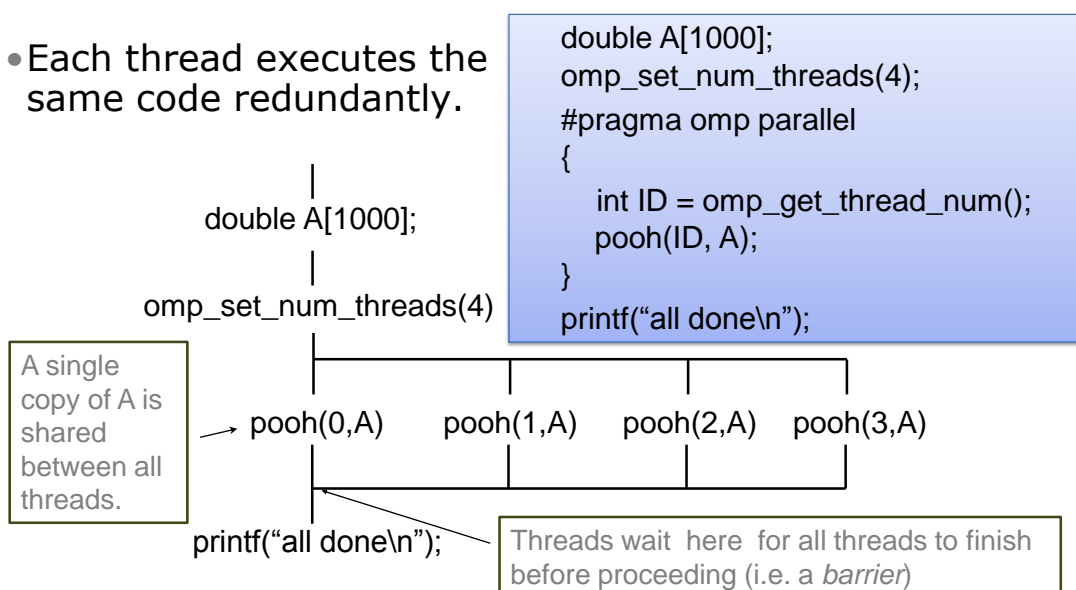 •Each thread executes the
same code redundantly.
double A[1000];
omp_set_num_threads(4);
#pragma omp parallel
{
int ID = omp_get_thread_num();
pooh(ID, A);
}
printf(“all done\n”);
double A[1000];
omp_set_num_threads(4)
A single
copy of A is
shared
between all
threads.
pooh(0,A) pooh(1,A) pooh(2,A) pooh(3,A)
printf(“all done\n”);
Threads wait here for all threads to finish
before proceeding (i.e. a barrier)